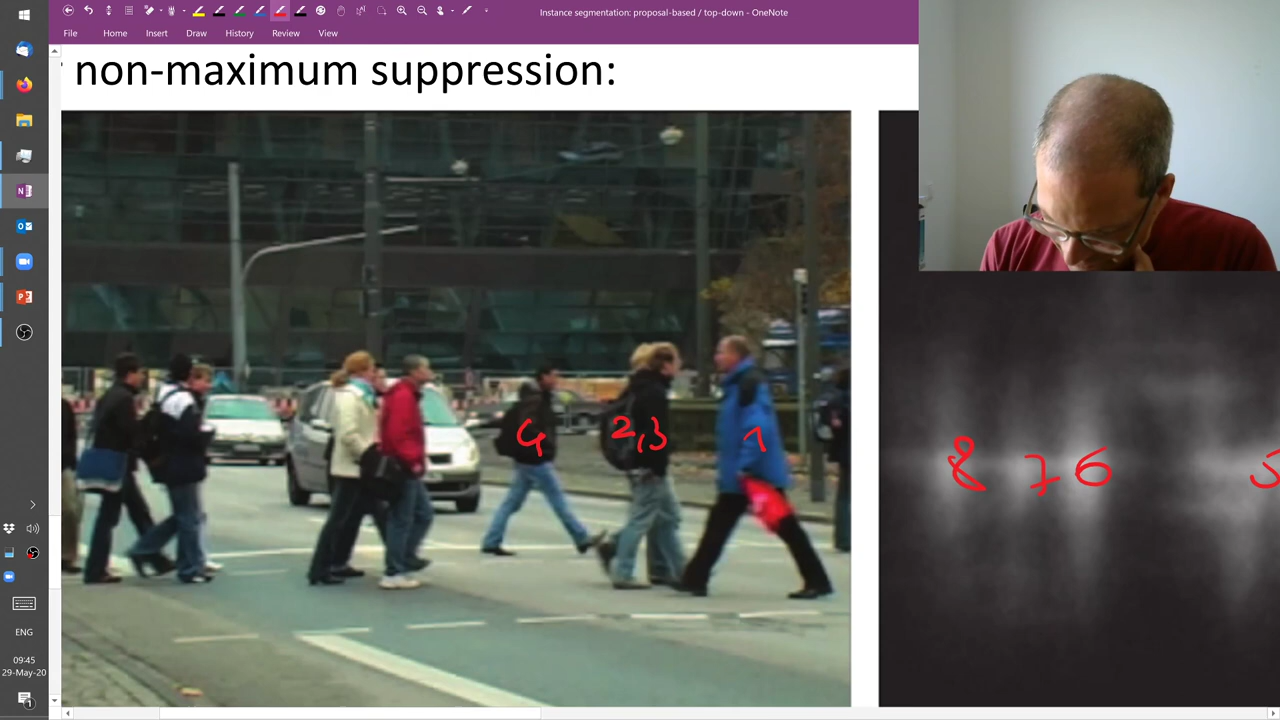 Instance segmentation: proposal-based / top-down - OneNote
File Home Insert Draw History Review View
non-maximum suppression:
4 2,3 1
8 7 6 5
ENG
09:45
29-May-20